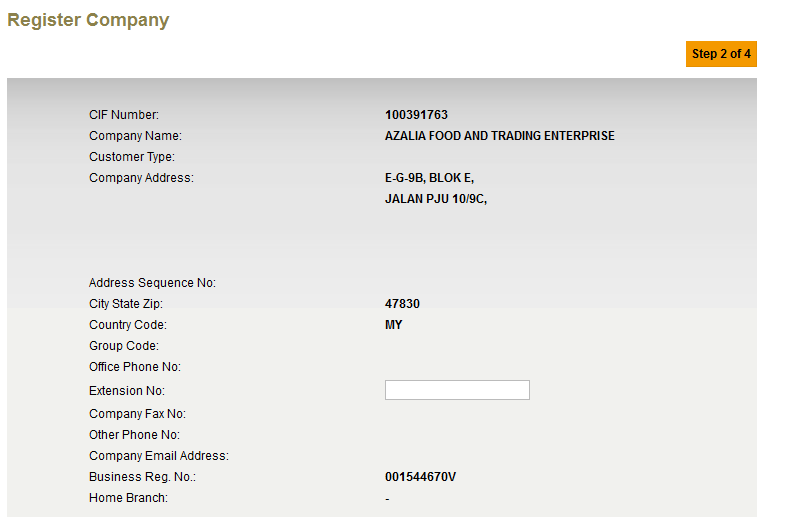 Register Company
Step 2 of 4
CIF Number: 100391763
Company Name: AZALIA FOOD AND TRADING ENTERPRISE
Customer Type:
Company Address: E-G-9B, BLOK E,
JALAN PJU 10/9C,
Address Sequence No:
City State Zip: 47830
Country Code: MY
Group Code:
Office Phone No:
Extension No:
Company Fax No:
Other Phone No:
Company Email Address:
Business Reg. No.: 001544670V
Home Branch: -